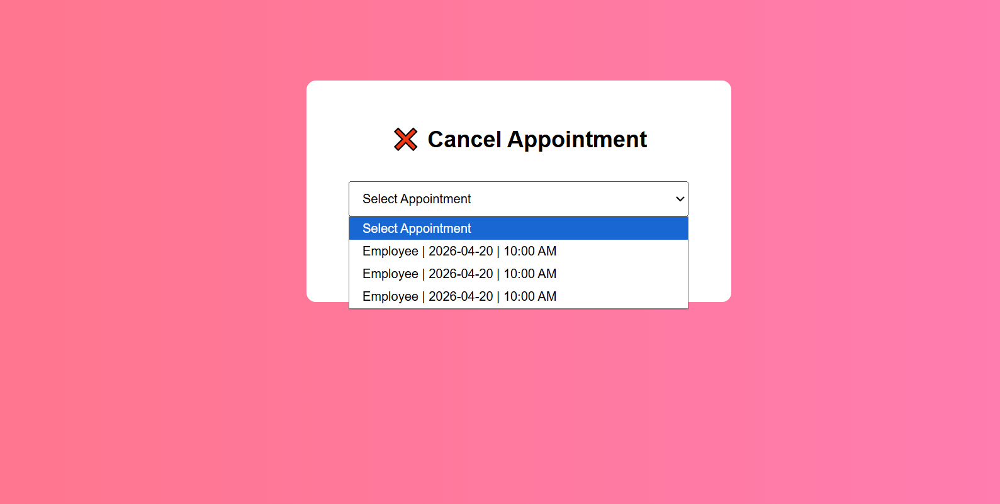 ❌ Cancel Appointment
Select Appointment
Select Appointment
Employee | 2026-04-20 | 10:00 AM
Employee | 2026-04-20 | 10:00 AM
Employee | 2026-04-20 | 10:00 AM